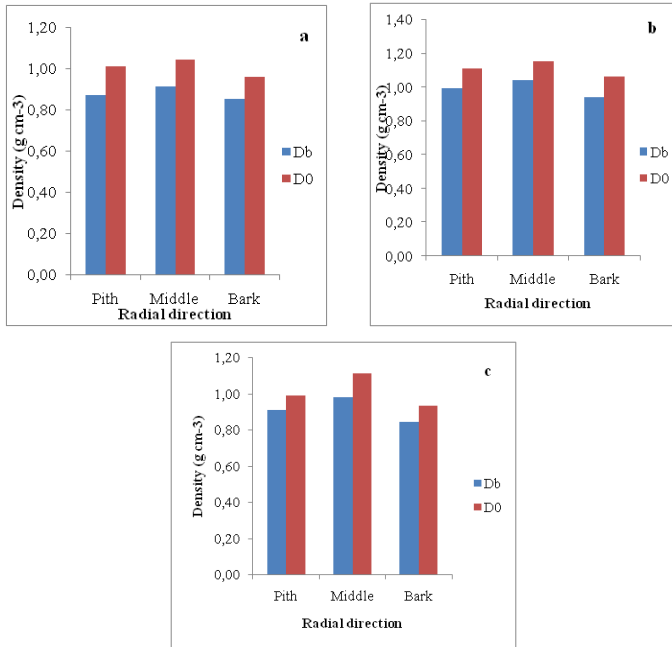 a
1,20
1,00
0,80
0,60
0,40
0,20
0,00
Density (g cm-3)
Pith Middle Bark
Radial direction
Db
D0
b
1,40
1,20
1,00
0,80
0,60
0,40
0,20
0,00
Density (g cm-3)
Pith Middle Bark
Radial direction
Db
D0
c
1,20
1,00
0,80
0,60
0,40
0,20
0,00
Density (g cm-3)
Pith Middle Bark
Radial direction
Db
D0